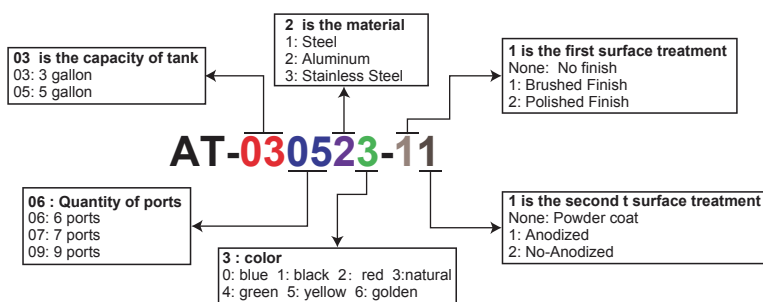 2 is the material
1: Steel
2: Aluminum
3: Stainless Steel
03 is the capacity of tank
03: 3 gallon
05: 5 gallon
1 is the first surface treatment
None: No finish
1: Brushed Finish
2: Polished Finish
AT-030523-11
06 : Quantity of ports
06: 6 ports
07: 7 ports
09: 9 ports
3 : color
0: blue 1: black 2: red 3:natural
4: green 5: yellow 6: golden
1 is the second t surface treatment
None: Powder coat
1: Anodized
2: No-Anodized